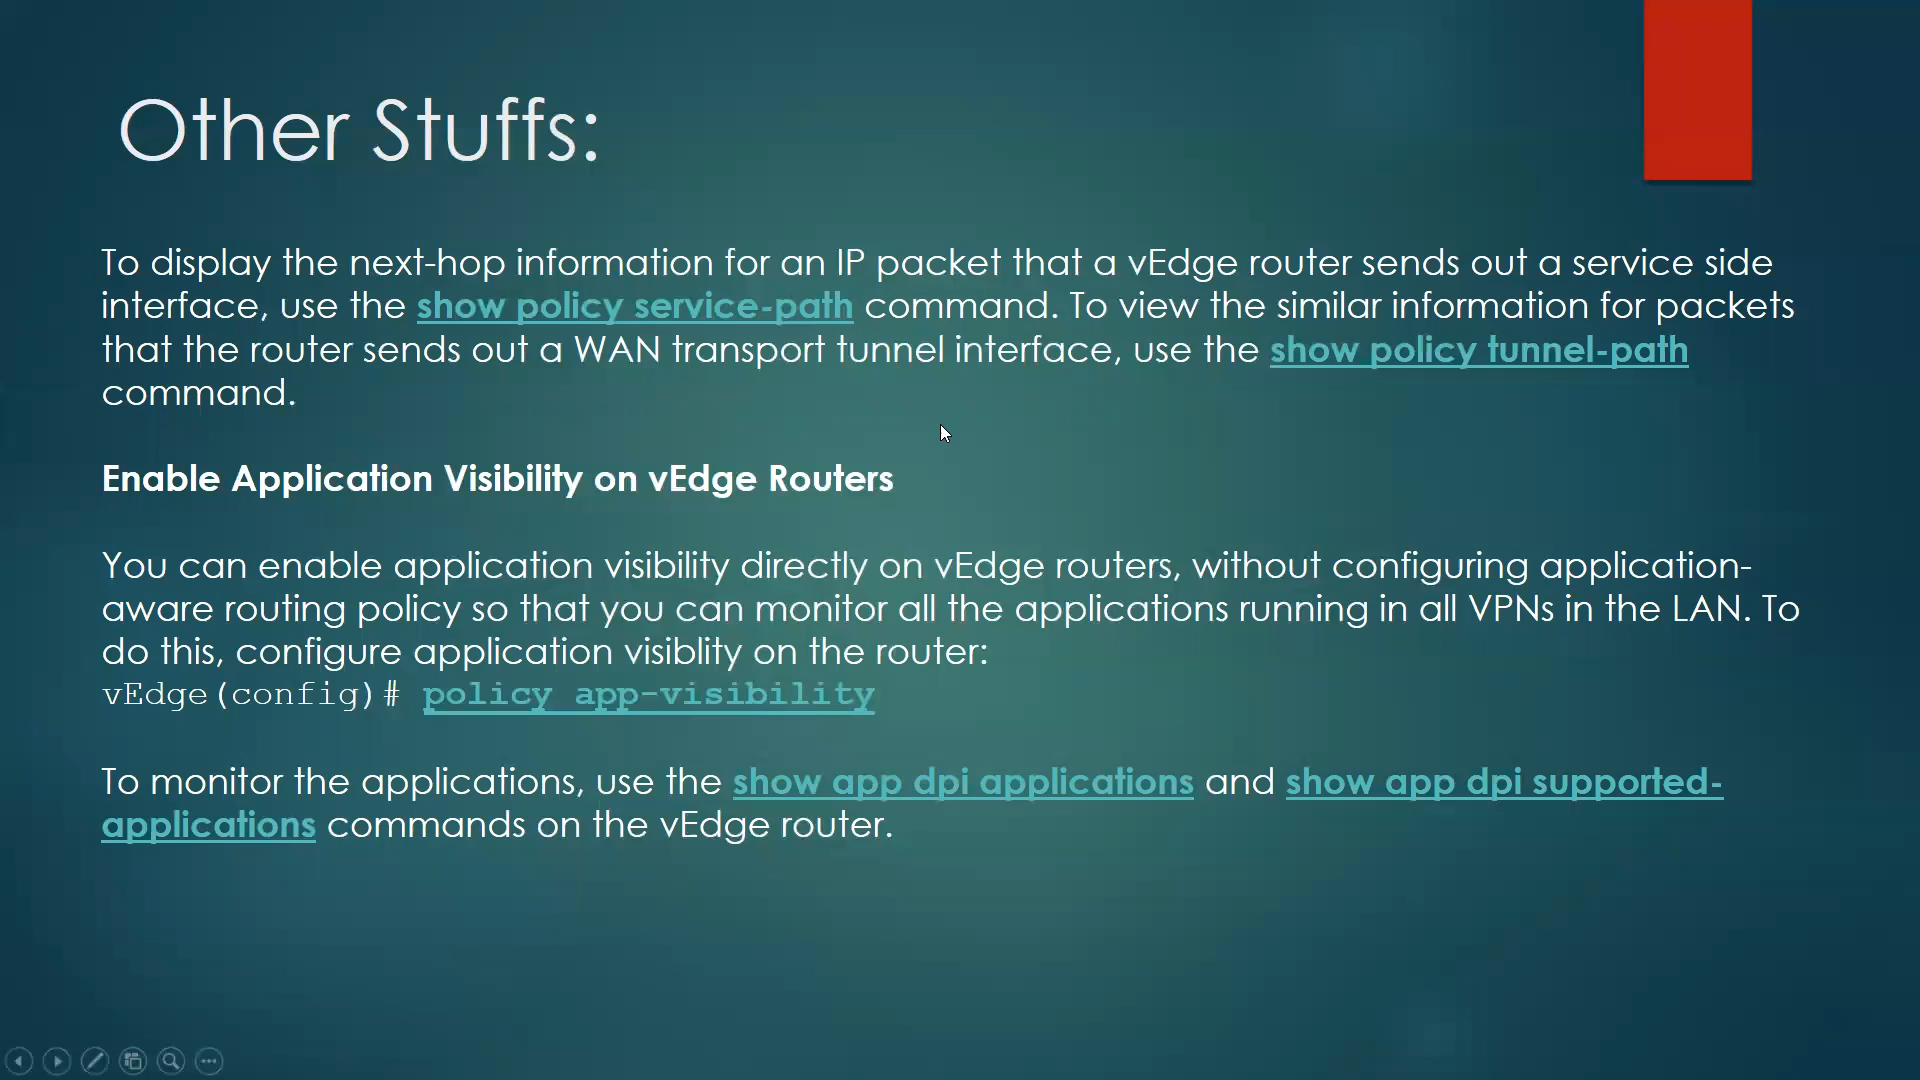 Other Stuffs:
To display the next-hop information for an IP packet that a vEdge router sends out a service side
interface, use the show policy service-path command. To view the similar information for packets
that the router sends out a WAN transport tunnel interface, use the show policy tunnel-path
command.
Enable Application Visibility on vEdge Routers
You can enable application visibility directly on vEdge routers, without configuring application-
aware routing policy so that you can monitor all the applications running in all VPNs in the LAN. To
do this, configure application visiblity on the router:
vEdge(config)# policy app-visibility
To monitor the applications, use the show app dpi applications and show app dpi supported-
applications commands on the vEdge router.